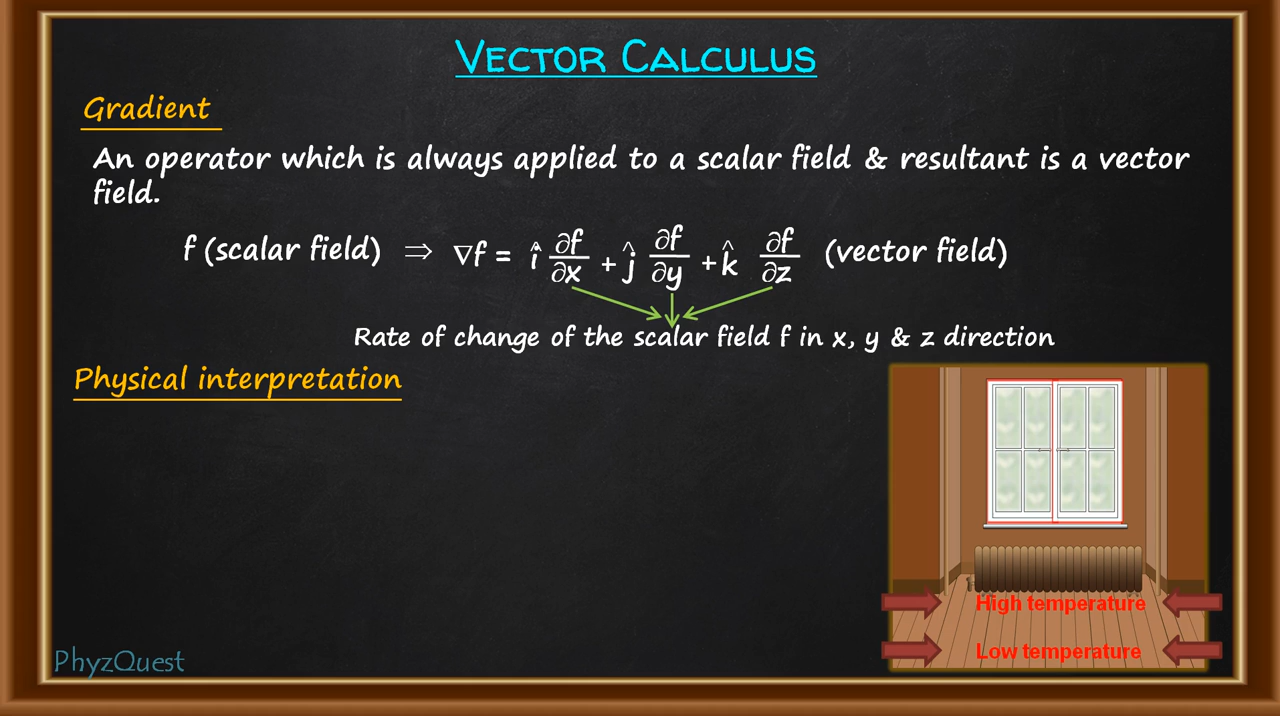 VECTOR CALCULUS
Gradient
An operator which is always applied to a scalar field & resultant is a vector
field.
f (scalar field) ⇒ ∇f = î ∂f/∂x + ĵ ∂f/∂y + k̂ ∂f/∂z (vector field)
Rate of change of the scalar field f in x, y & z direction
Physical interpretation
High temperature
Low temperature
PhyzQuest